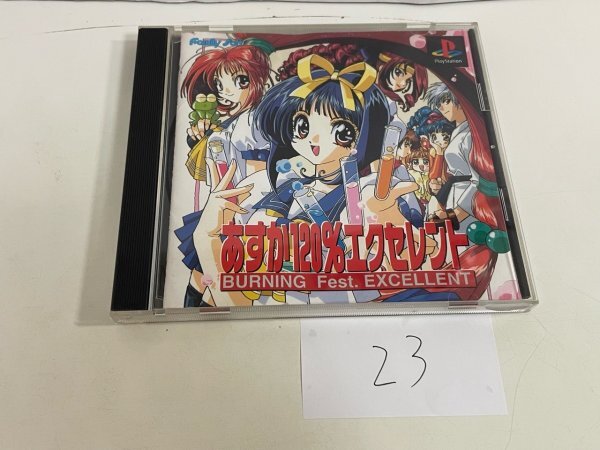 Family Soft
PlayStation
あすか120%エクセレント
BURNING Fest. EXCELLENT
23